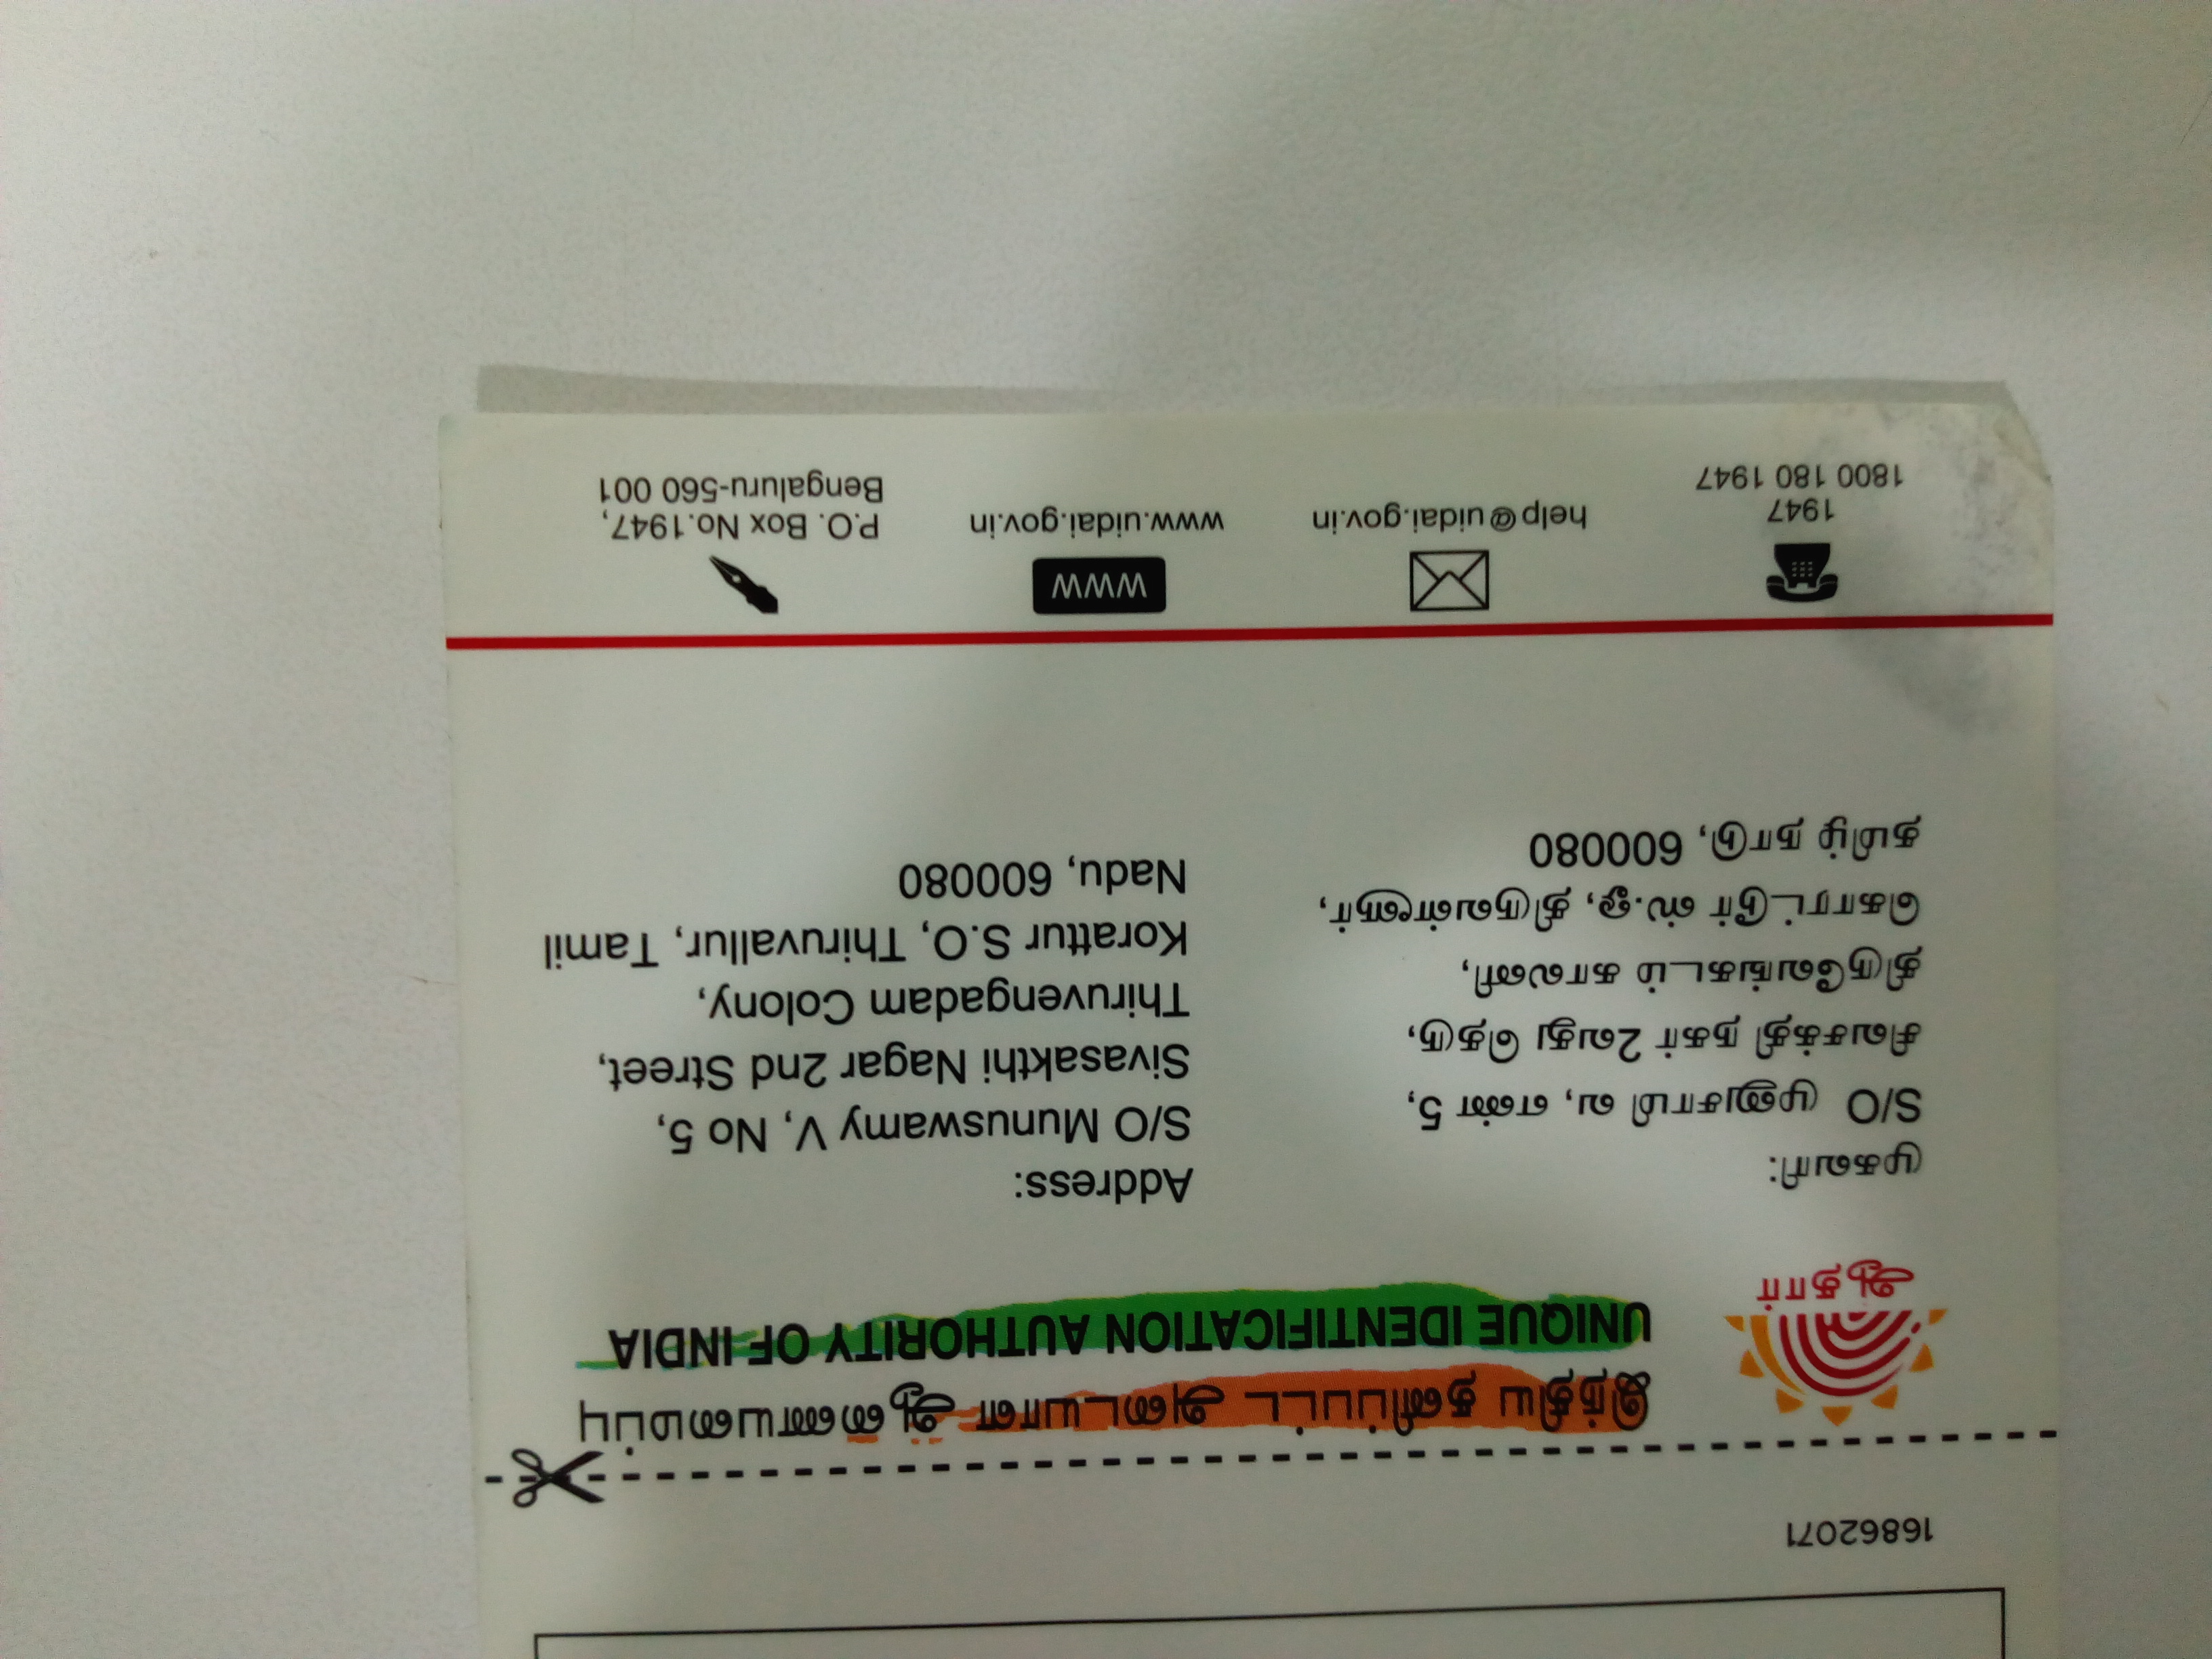 16862071
இந்திய தனிப்பட்ட அடையாள ஆணையமைப்பு
UNIQUE IDENTIFICATION AUTHORITY OF INDIA
ஆதார்
முகவரி:
S/O முனுசாமி வ, எண் 5,
சிவசக்தி நகர் 2வது தெரு,
திருவேங்கடம் காலனி,
கொரட்டூர் ஸ்.ஓ, திருவள்ளூர்,
தமிழ் நாடு, 600080
Address:
S/O Munuswamy V, No 5,
Sivasakthi Nagar 2nd Street,
Thiruvengadam Colony,
Korattur S.O, Thiruvallur, Tamil
Nadu, 600080
1947
1800 180 1947
help@uidai.gov.in
WWW
www.uidai.gov.in
P.O. Box No.1947,
Bengaluru-560 001